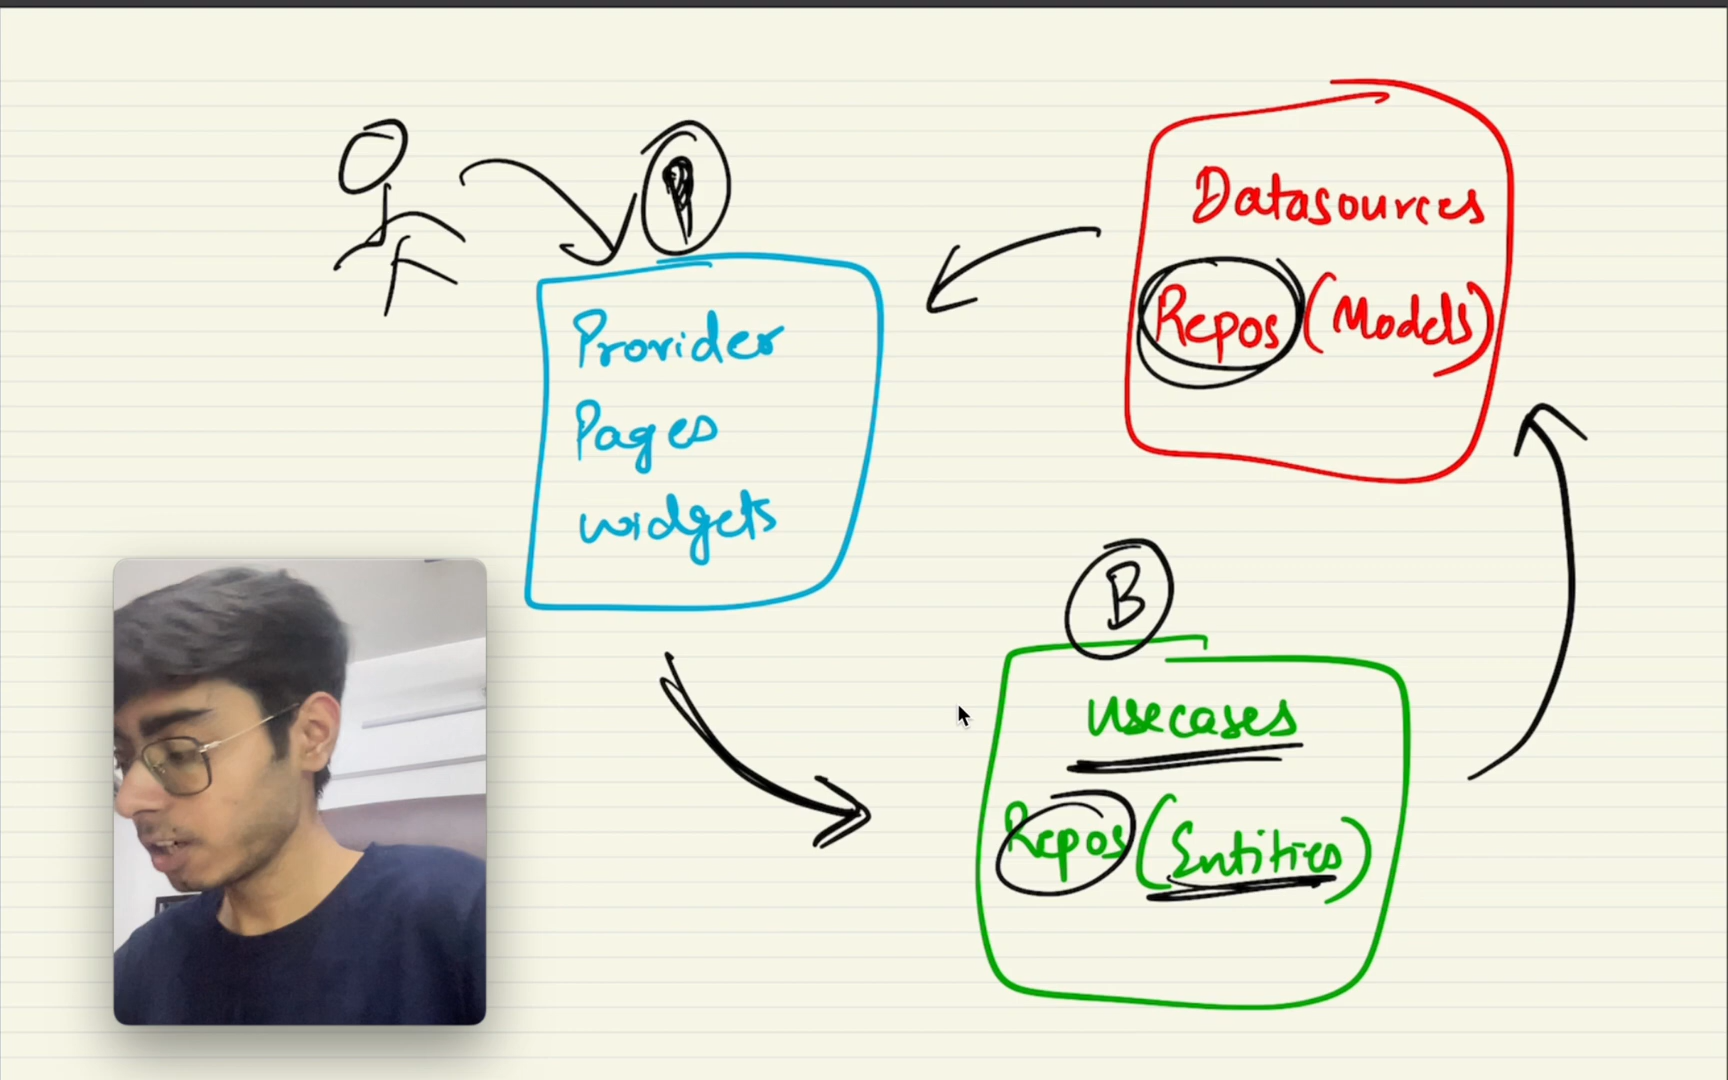 Provider
Pages
widgets
Datasources
Repos (Models)
B
usecases
Repos (Entities)